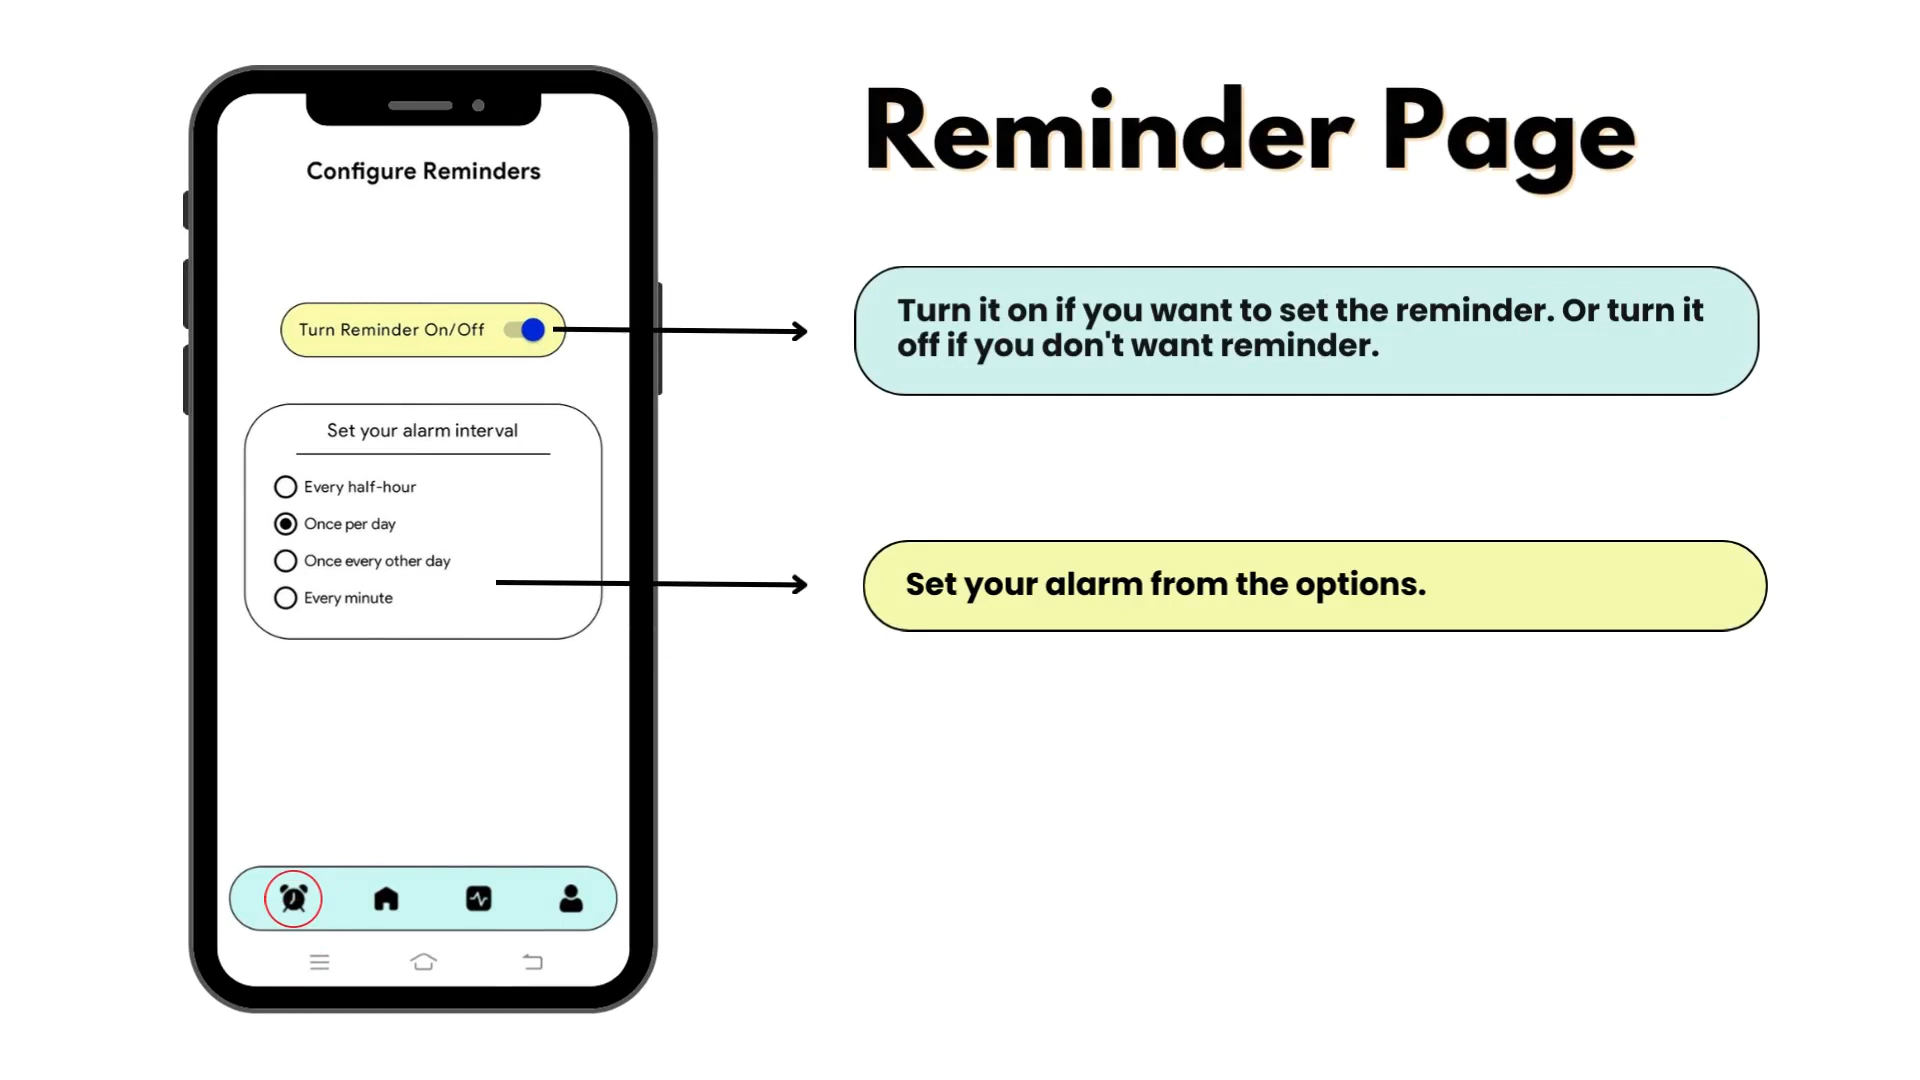 Reminder Page
Configure Reminders
Turn Reminder On/Off
Turn it on if you want to set the reminder. Or turn it
off if you don't want reminder.
Set your alarm interval
Every half-hour
Once per day
Once every other day
Every minute
Set your alarm from the options.